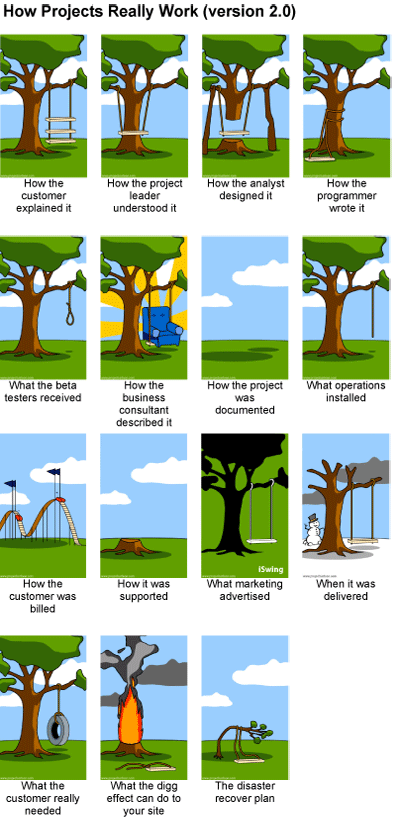 How Projects Really Work (version 2.0)
How the
customer
explained it
How the project
leader
understood it
How the analyst
designed it
How the
programmer
wrote it
What the beta
testers received
How the
business
consultant
described it
How the project
was
documented
What operations
installed
How the
customer was
billed
How it was
supported
iSwing
What marketing
advertised
When it was
delivered
What the
customer really
needed
What the digg
effect can do to
your site
The disaster
recover plan